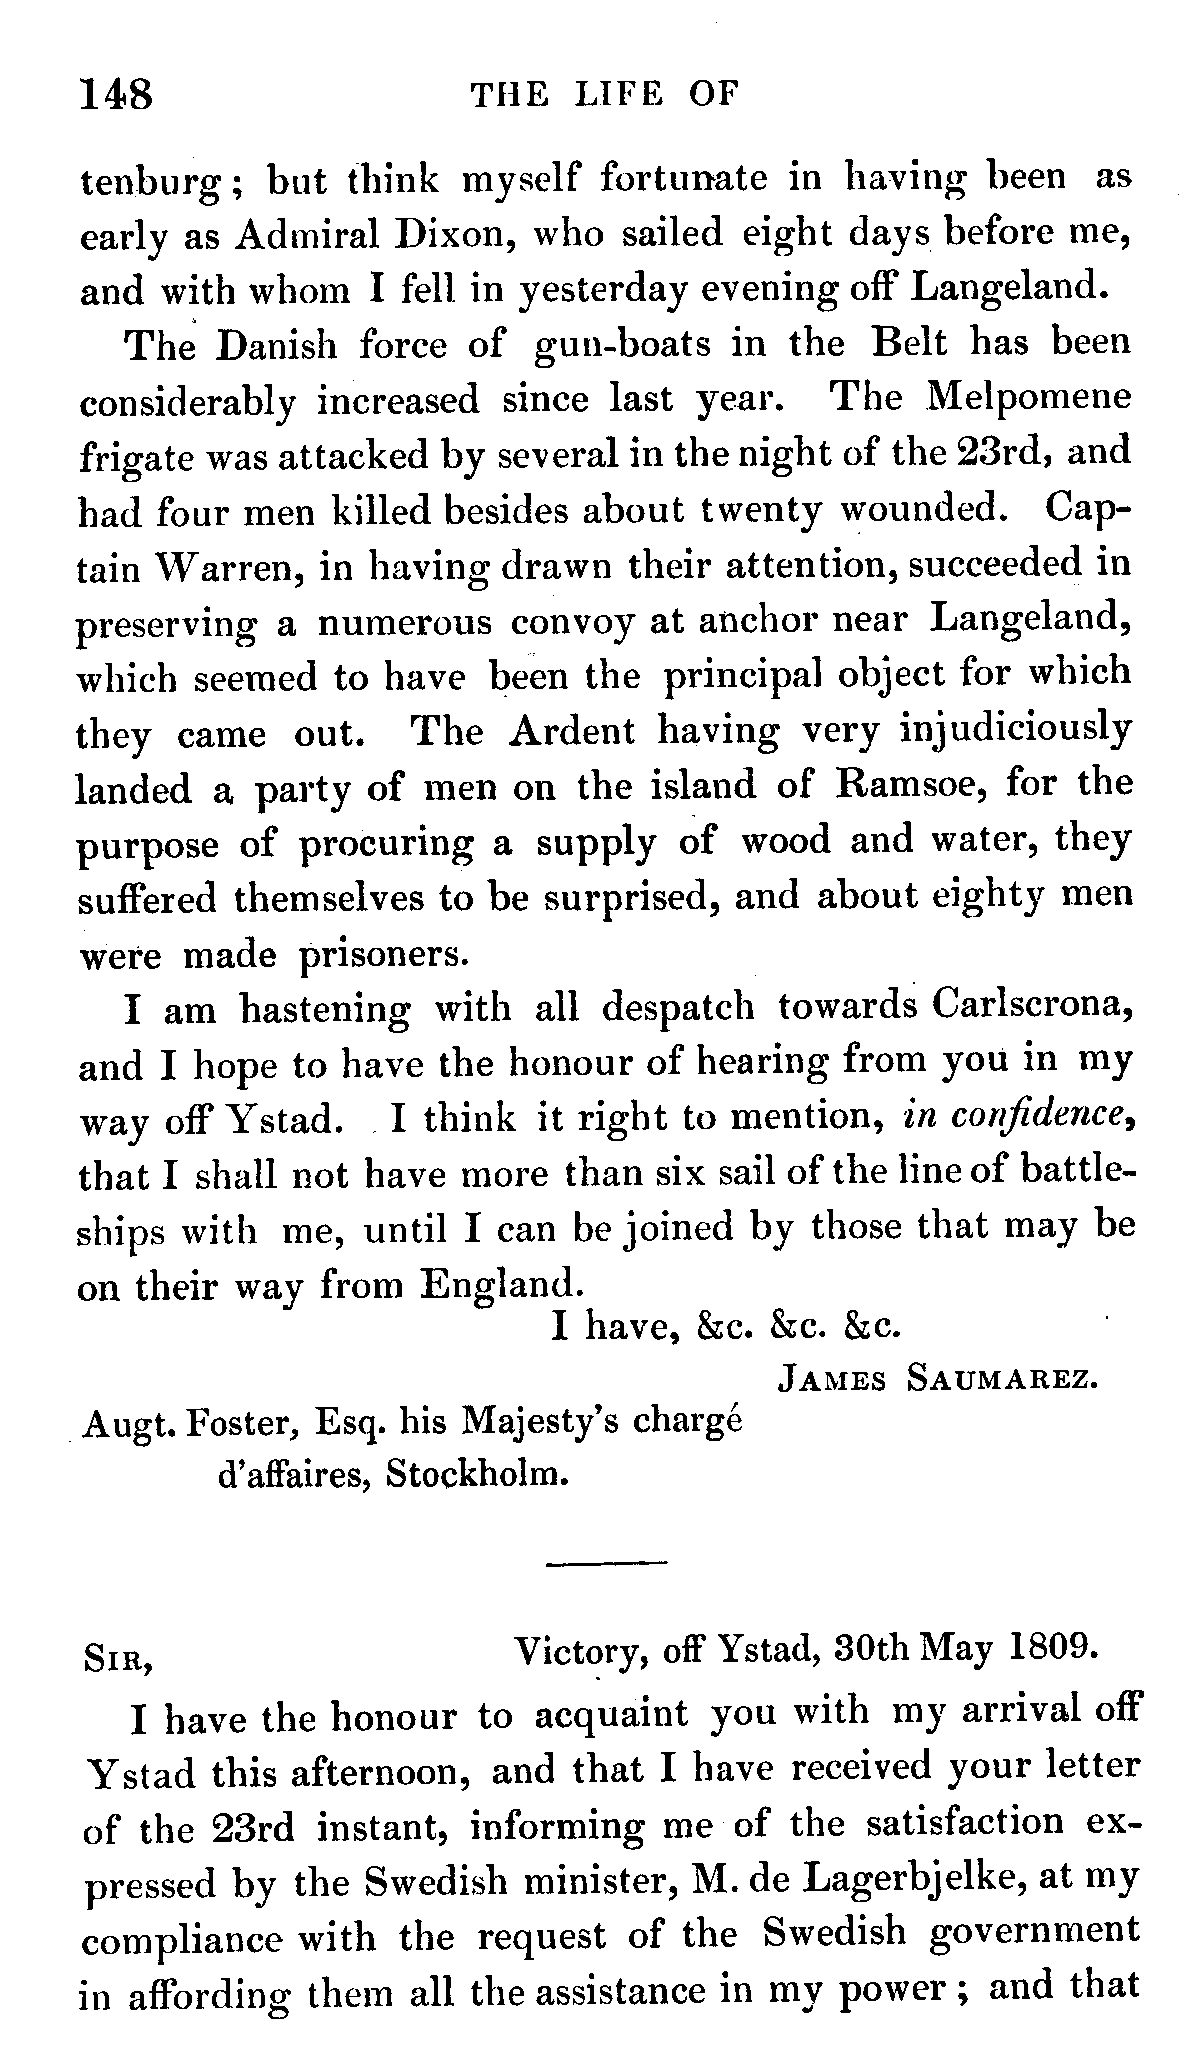 148 THE LIFE OF
tenburg; but think myself fortunate in having been as
early as Admiral Dixon, who sailed eight days before me,
and with whom I fell in yesterday evening off Langeland.
The Danish force of gun-boats in the Belt has been
considerably increased since last year. The Melpomene
frigate was attacked by several in the night of the 23rd, and
had four men killed besides about twenty wounded. Cap-
tain Warren, in having drawn their attention, succeeded in
preserving a numerous convoy at anchor near Langeland,
which seemed to have been the principal object for which
they came out. The Ardent having very injudiciously
landed a party of men on the island of Ramsoe, for the
purpose of procuring a supply of wood and water, they
suffered themselves to be surprised, and about eighty men
were made prisoners.
I am hastening with all despatch towards Carlscrona,
and I hope to have the honour of hearing from you in my
way off Ystad. I think it right to mention, in confidence,
that I shall not have more than six sail of the line of battle-
ships with me, until I can be joined by those that may be
on their way from England.
I have, &c. &c. &c.
JAMES SAUMAREZ.
Augt. Foster, Esq. his Majesty's chargé
d'affaires, Stockholm.
SIR, Victory, off Ystad, 30th May 1809.
I have the honour to acquaint you with my arrival off
Ystad this afternoon, and that I have received your letter
of the 23rd instant, informing me of the satisfaction ex-
pressed by the Swedish minister, M. de Lagerbjelke, at my
compliance with the request of the Swedish government
in affording them all the assistance in my power; and that